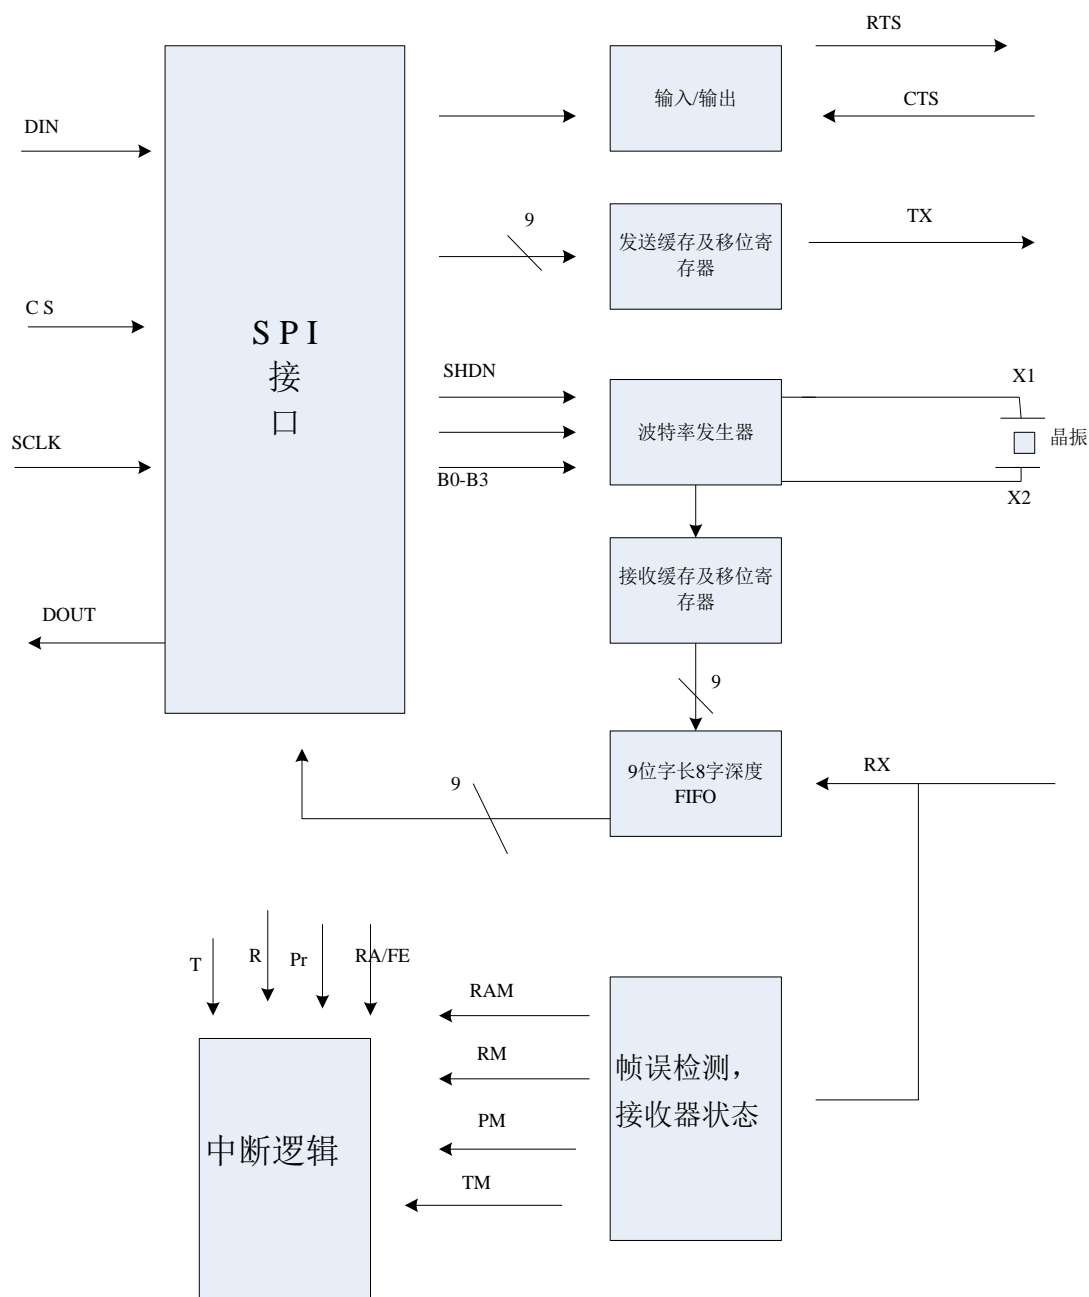 RTS
输入/输出
CTS
DIN
9
TX
发送缓存及移位寄
存器
C S
S P I
接
口
SHDN
X1
波特率发生器
晶振
SCLK
B0-B3
X2
接收缓存及移位寄
存器
DOUT
9
9位字长8字深度
FIFO
RX
9
T
R
Pr
RA/FE
RAM
RM
PM
TM
帧误检测，
接收器状态
中断逻辑